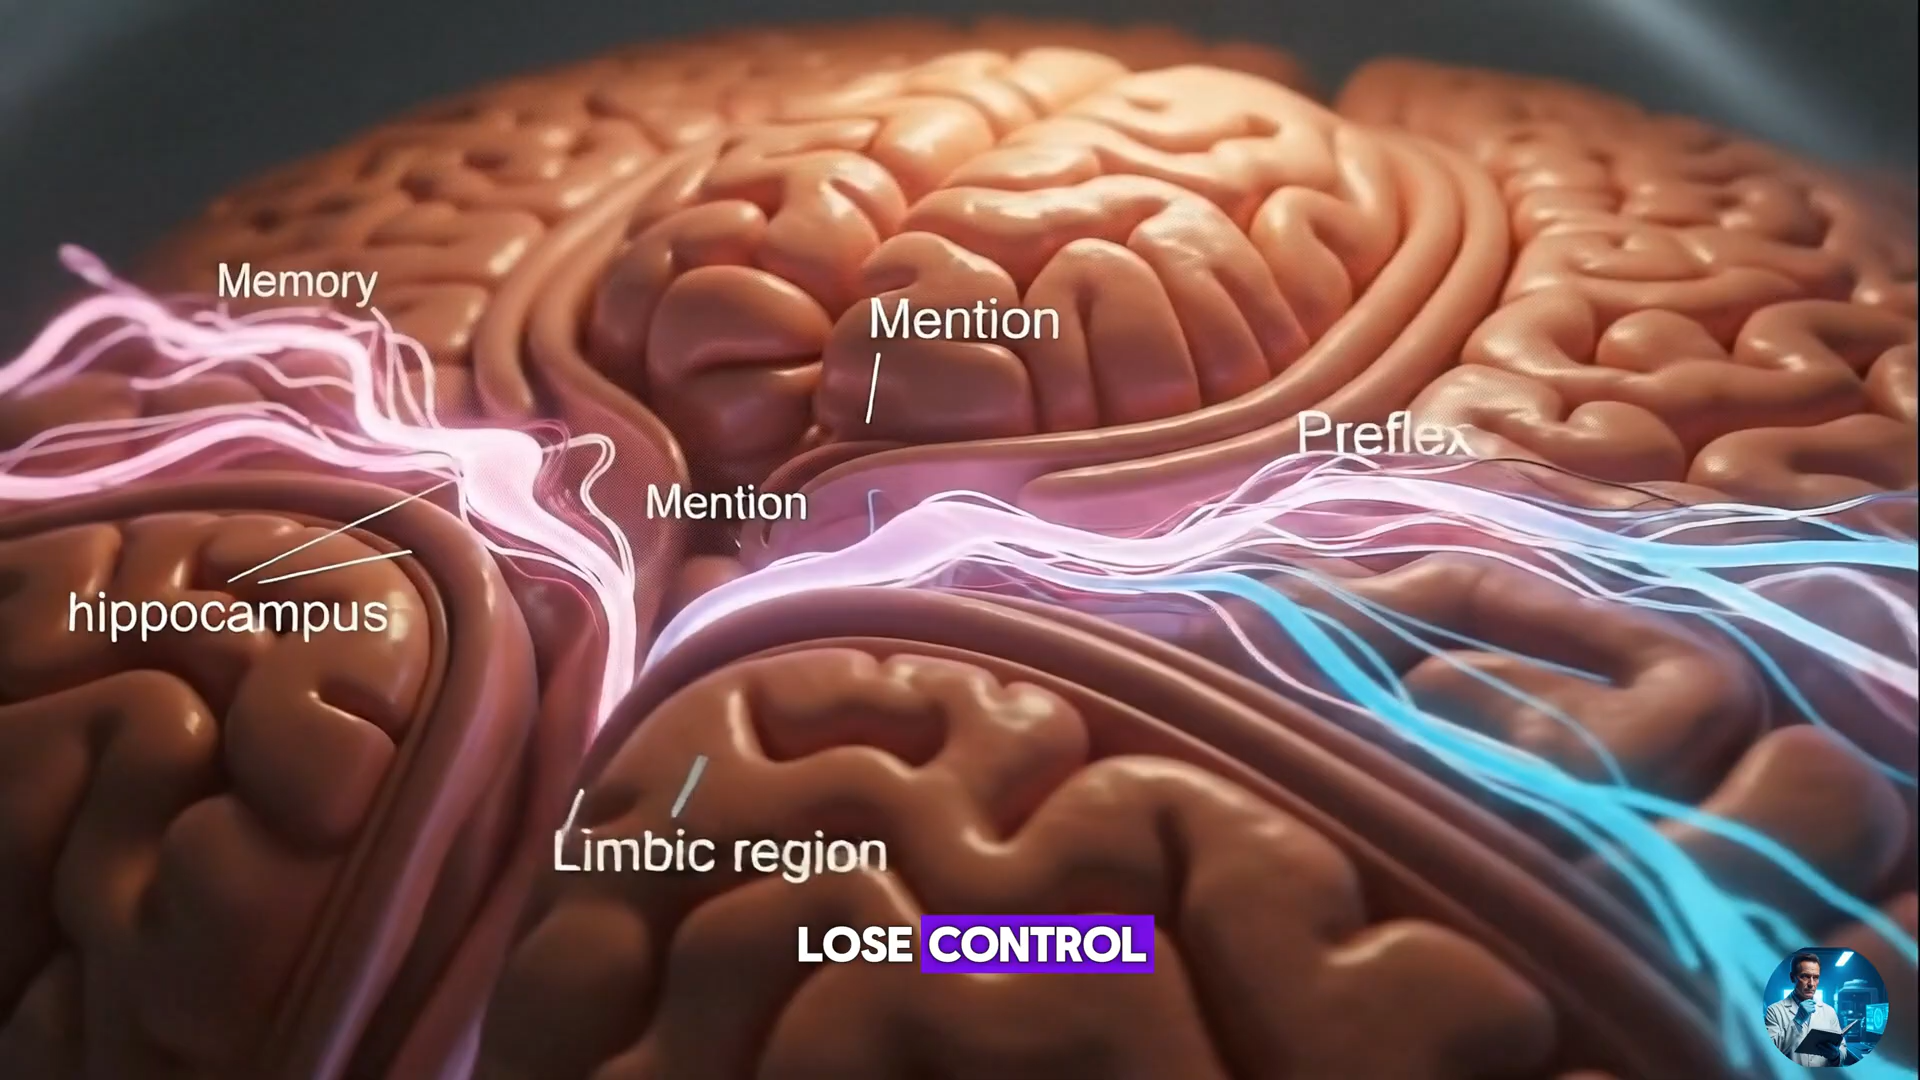 Memory
Mention
Preflex
Mention
hippocampus
Limbic region
LOSE CONTROL